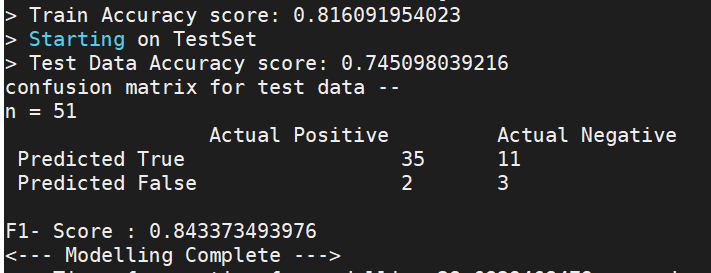 > Train Accuracy score: 0.816091954023
> Starting on TestSet
> Test Data Accuracy score: 0.745098039216
confusion matrix for test data --
n = 51
Actual Positive Actual Negative
Predicted True 35 11
Predicted False 2 3
F1- Score : 0.843373493976
<--- Modelling Complete --->